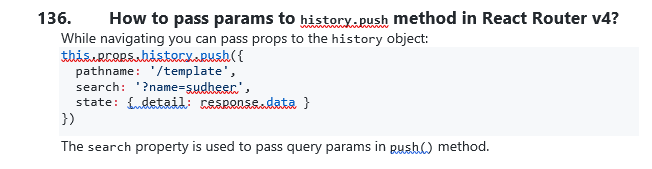 136. How to pass params to history.push method in React Router v4?
While navigating you can pass props to the history object:
this.props.history.push({
  pathname: '/template',
  search: '?name=sudheer',
  state: { detail: response.data }
})
The search property is used to pass query params in push() method.